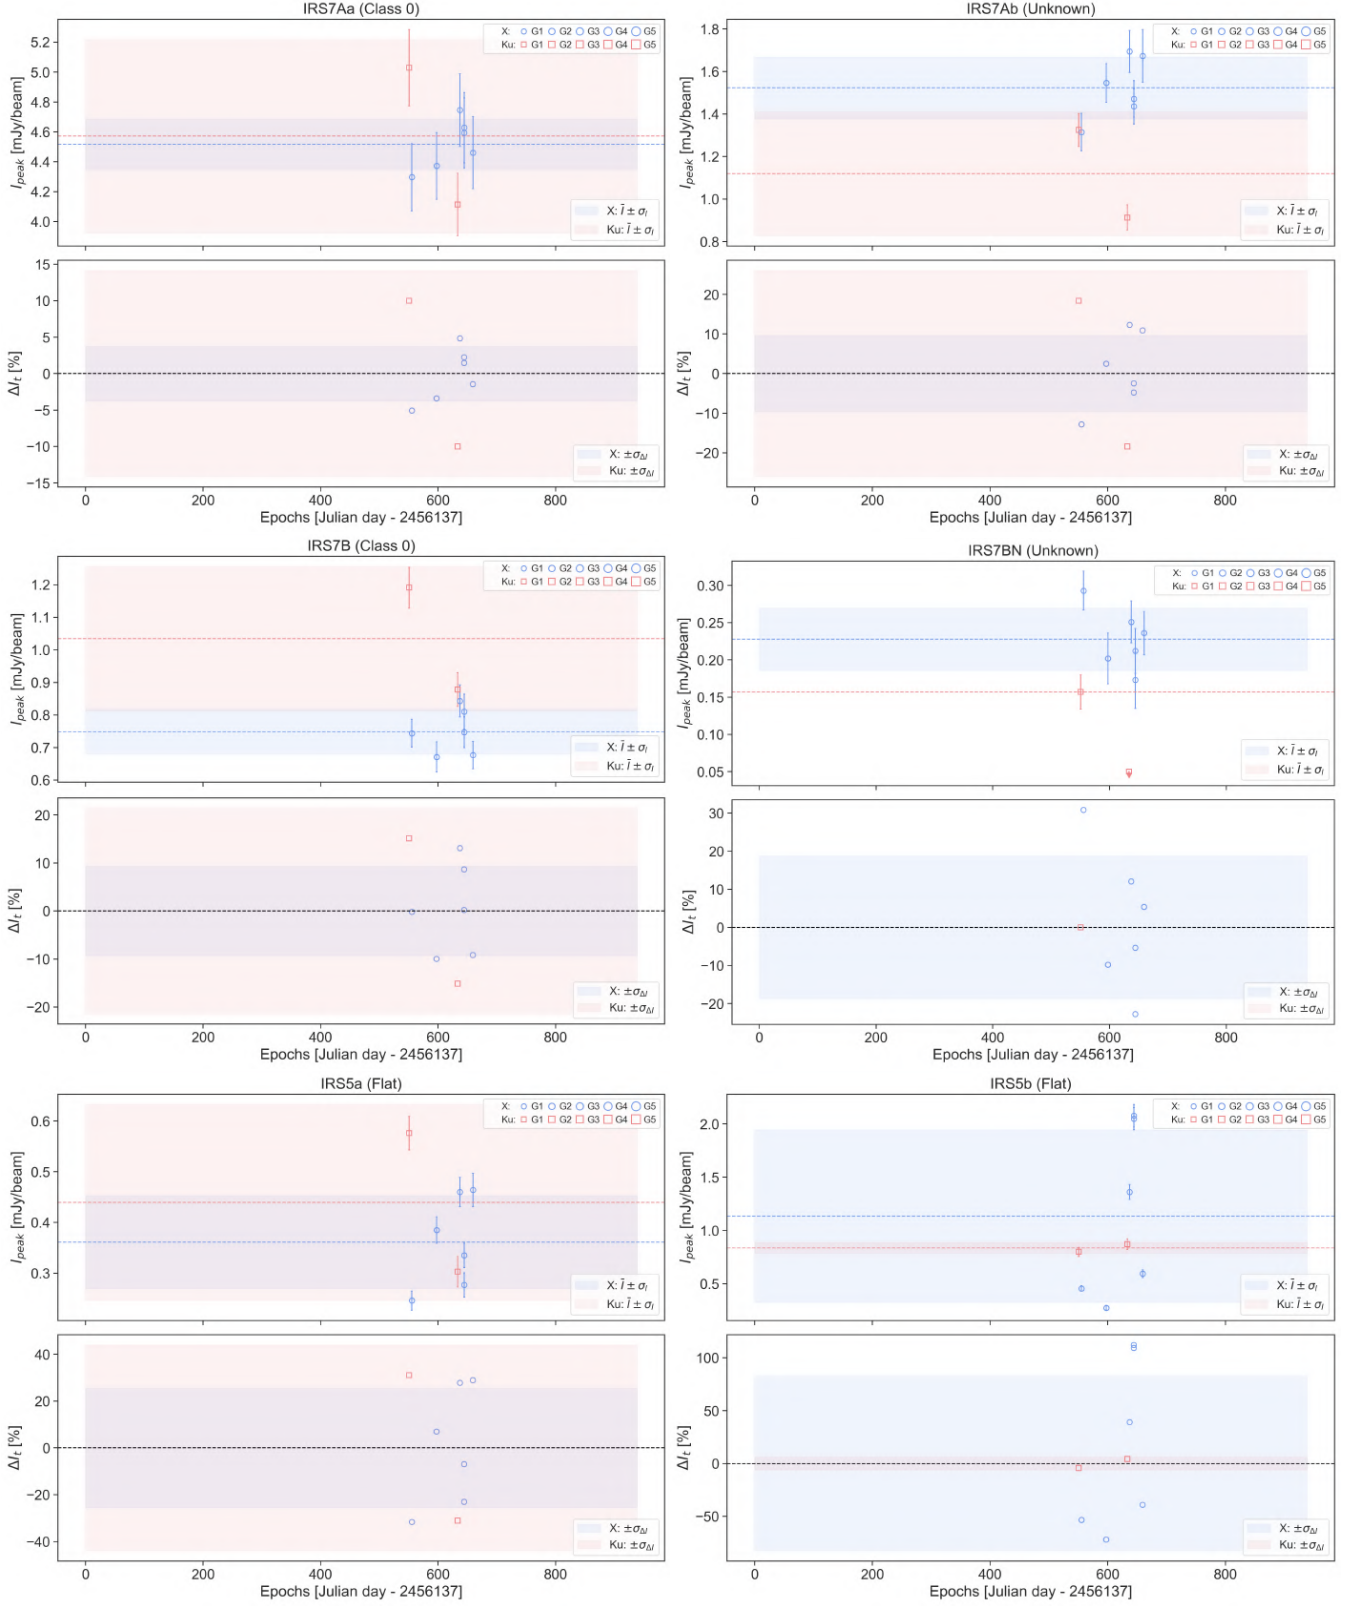 IRS7Aa (Class 0)
X: G1 G2 G3 G4 G5
Ku: G1 G2 G3 G4 G5
5.2
5.0
4.8
4.6
4.4
4.2
4.0
I_peak [mJy/beam]
X: Ī ± σ_I
Ku: Ī ± σ_I
15
10
5
0
−5
−10
−15
ΔI_t [%]
X: ±σ_ΔI
Ku: ±σ_ΔI
0 200 400 600 800
Epochs [Julian day - 2456137]
IRS7Ab (Unknown)
X: G1 G2 G3 G4 G5
Ku: G1 G2 G3 G4 G5
1.8
1.6
1.4
1.2
1.0
0.8
I_peak [mJy/beam]
X: Ī ± σ_I
Ku: Ī ± σ_I
20
10
0
−10
−20
ΔI_t [%]
X: ±σ_ΔI
Ku: ±σ_ΔI
0 200 400 600 800
Epochs [Julian day - 2456137]
IRS7B (Class 0)
X: G1 G2 G3 G4 G5
Ku: G1 G2 G3 G4 G5
1.2
1.1
1.0
0.9
0.8
0.7
0.6
I_peak [mJy/beam]
X: Ī ± σ_I
Ku: Ī ± σ_I
20
10
0
−10
−20
ΔI_t [%]
X: ±σ_ΔI
Ku: ±σ_ΔI
0 200 400 600 800
Epochs [Julian day - 2456137]
IRS7BN (Unknown)
X: G1 G2 G3 G4 G5
Ku: G1 G2 G3 G4 G5
0.30
0.25
0.20
0.15
0.10
0.05
I_peak [mJy/beam]
X: Ī ± σ_I
Ku: Ī ± σ_I
30
20
10
0
−10
−20
ΔI_t [%]
X: ±σ_ΔI
Ku: ±σ_ΔI
0 200 400 600 800
Epochs [Julian day - 2456137]
IRS5a (Flat)
X: G1 G2 G3 G4 G5
Ku: G1 G2 G3 G4 G5
0.6
0.5
0.4
0.3
I_peak [mJy/beam]
X: Ī ± σ_I
Ku: Ī ± σ_I
40
20
0
−20
−40
ΔI_t [%]
X: ±σ_ΔI
Ku: ±σ_ΔI
0 200 400 600 800
Epochs [Julian day - 2456137]
IRS5b (Flat)
X: G1 G2 G3 G4 G5
Ku: G1 G2 G3 G4 G5
2.0
1.5
1.0
0.5
I_peak [mJy/beam]
X: Ī ± σ_I
Ku: Ī ± σ_I
100
50
0
−50
ΔI_t [%]
X: ±σ_ΔI
Ku: ±σ_ΔI
0 200 400 600 800
Epochs [Julian day - 2456137]